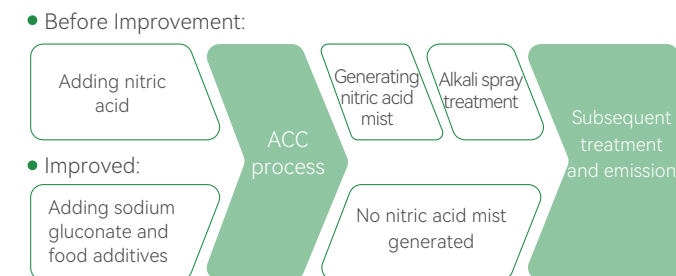 Before Improvement:
Adding nitric
acid
ACC
process
Generating
nitric acid
mist
Alkali spray
treatment
Subsequent
treatment
and emission
Improved:
Adding sodium
gluconate and
food additives
No nitric acid mist
generated